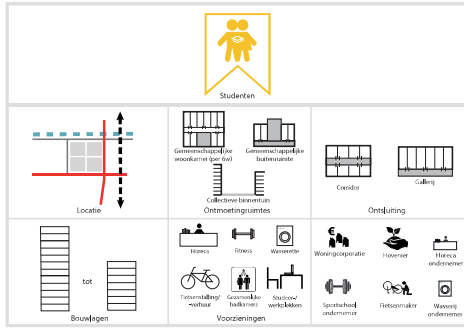 Studenten
Gemeenschappelijke
woonkamer (per 6w)
Gemeenschappelijke
buitenruimte
Collectieve binnentuin
Locatie
Ontmoetingruimtes
Corridor
Gallerij
Ontsluiting
tot
Bouwlagen
Horeca
Fitness
Wasserette
Fietsenstalling/
-verhuur
Gezamenlijke
badkamers
Studeer-/
werkplekken
Voorzieningen
Woningcorporatie
Hovenier
Horeca
ondernemer
Sportschool
ondernemer
Fietsenmaker
Wasserij
ondernemer